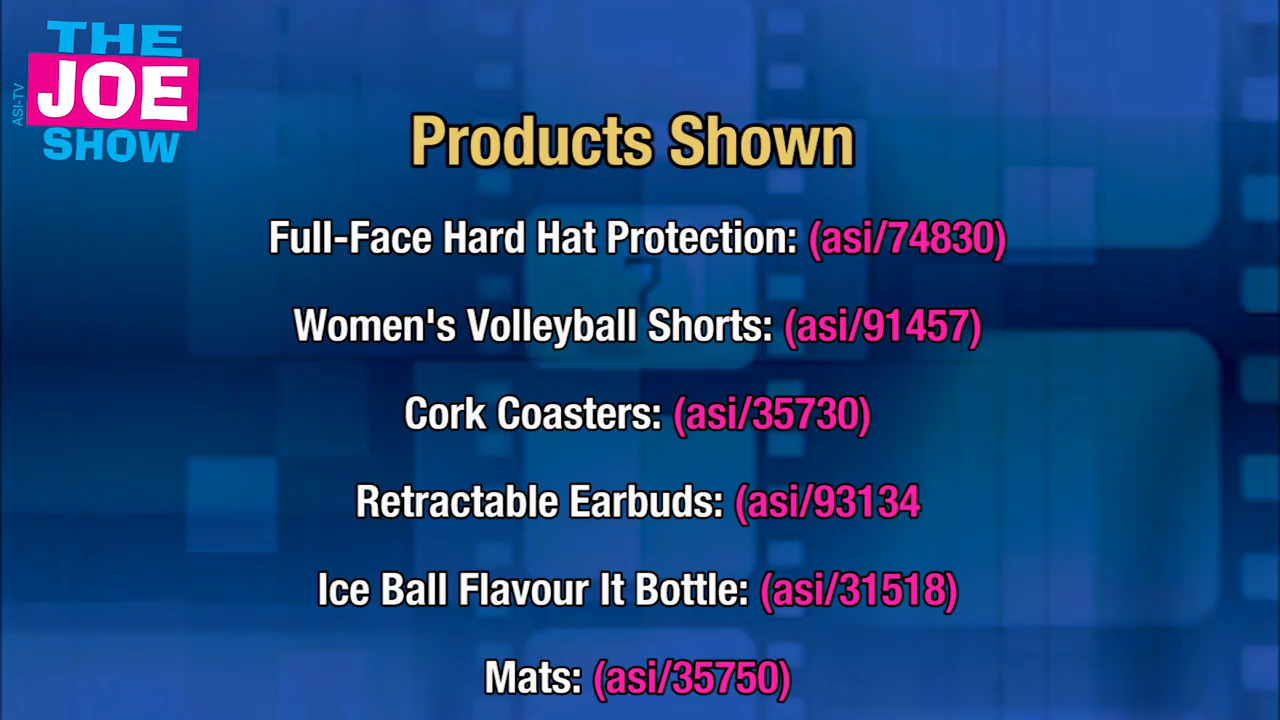 THE
JOE
SHOW
ASI-TV
Products Shown
Full-Face Hard Hat Protection: (asi/74830)
Women's Volleyball Shorts: (asi/91457)
Cork Coasters: (asi/35730)
Retractable Earbuds: (asi/93134
Ice Ball Flavour It Bottle: (asi/31518)
Mats: (asi/35750)
2